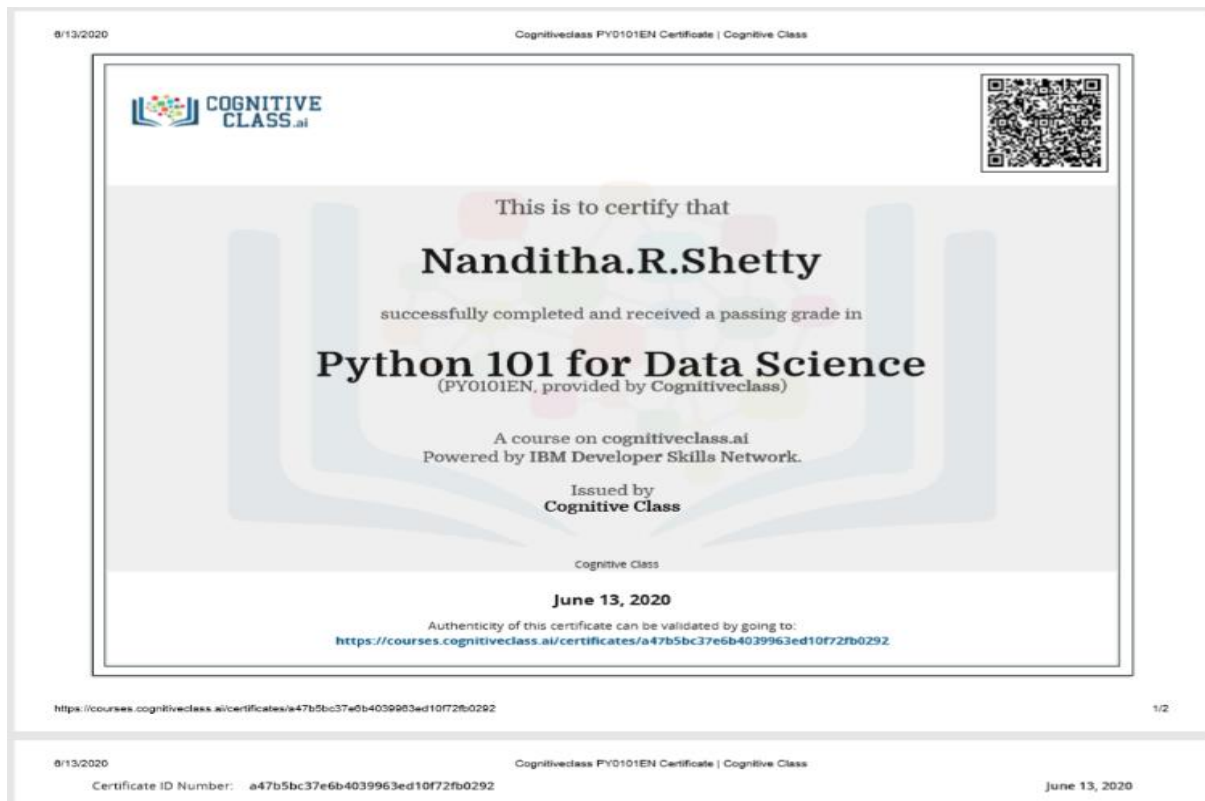 6/13/2020 Cognitiveclass PY0101EN Certificate | Cognitive Class
COGNITIVE
CLASS.ai
This is to certify that
Nanditha.R.Shetty
successfully completed and received a passing grade in
Python 101 for Data Science
(PY0101EN, provided by Cognitiveclass)
A course on cognitiveclass.ai
Powered by IBM Developer Skills Network.
Issued by
Cognitive Class
Cognitive Class
June 13, 2020
Authenticity of this certificate can be validated by going to:
https://courses.cognitiveclass.ai/certificates/a47b5bc37e6b4039963ed10f72fb0292
https://courses.cognitiveclass.ai/certificates/a47b5bc37e6b4039963ed10f72fb0292 1/2
6/13/2020 Cognitiveclass PY0101EN Certificate | Cognitive Class
Certificate ID Number: a47b5bc37e6b4039963ed10f72fb0292 June 13, 2020